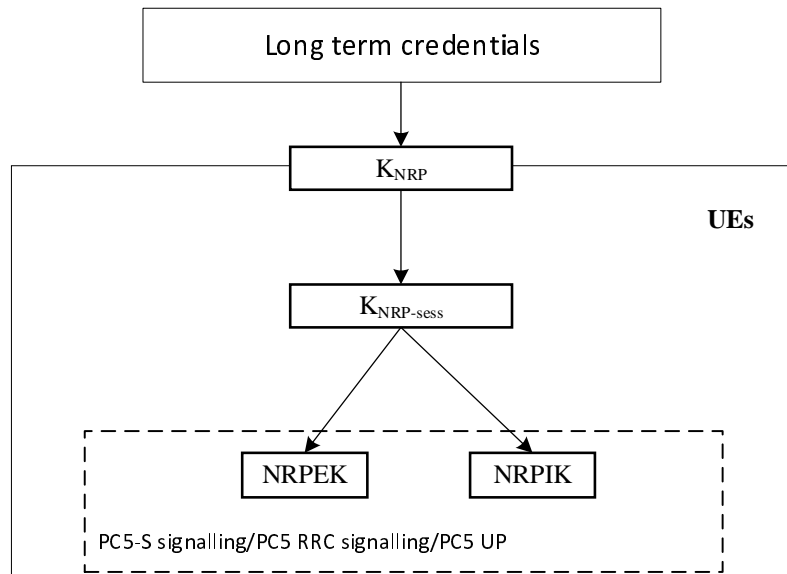 Long term credentials
K_NRP
UEs
K_NRP-sess
NRPEK
NRPIK
PC5-S signalling/PC5 RRC signalling/PC5 UP